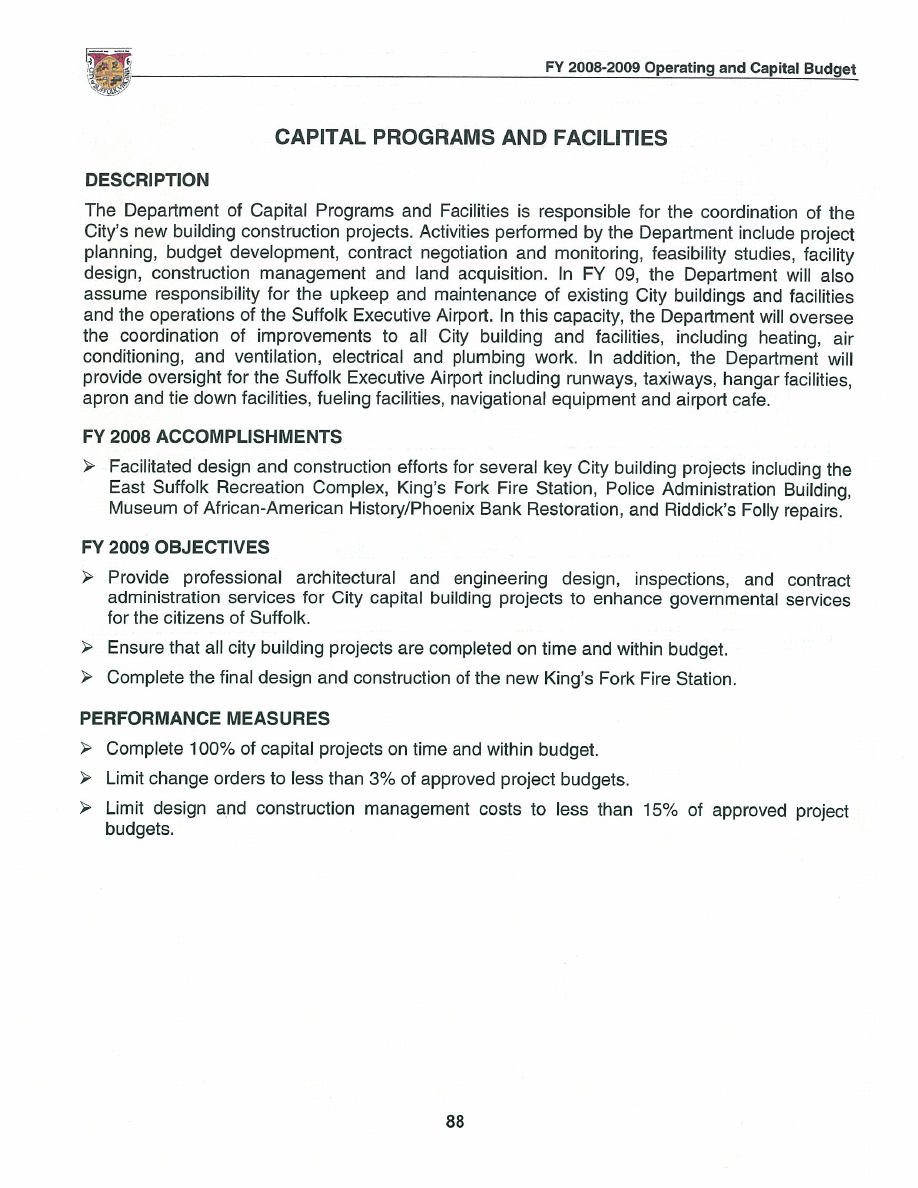 FY 2008-2009 Operating and Capital Budget
CAPITAL PROGRAMS AND FACILITIES
DESCRIPTION
The Department of Capital Programs and Facilities is responsible for the coordination of the
City's new building construction projects. Activities performed by the Department include project
planning, budget development, contract negotiation and monitoring, feasibility studies, facility
design, construction management and land acquisition. In FY 09, the Department will also
assume responsibility for the upkeep and maintenance of existing City buildings and facilities
and the operations of the Suffolk Executive Airport. In this capacity, the Department will oversee
the coordination of improvements to all City building and facilities, including heating, air
conditioning, and ventilation, electrical and plumbing work. In addition, the Department will
provide oversight for the Suffolk Executive Airport including runways, taxiways, hangar facilities,
apron and tie down facilities, fueling facilities, navigational equipment and airport cafe.
FY 2008 ACCOMPLISHMENTS
➢ Facilitated design and construction efforts for several key City building projects including the
East Suffolk Recreation Complex, King's Fork Fire Station, Police Administration Building,
Museum of African-American History/Phoenix Bank Restoration, and Riddick's Folly repairs.
FY 2009 OBJECTIVES
➢ Provide professional architectural and engineering design, inspections, and contract
administration services for City capital building projects to enhance governmental services
for the citizens of Suffolk.
➢ Ensure that all city building projects are completed on time and within budget.
➢ Complete the final design and construction of the new King's Fork Fire Station.
PERFORMANCE MEASURES
➢ Complete 100% of capital projects on time and within budget.
➢ Limit change orders to less than 3% of approved project budgets.
➢ Limit design and construction management costs to less than 15% of approved project
budgets.
88